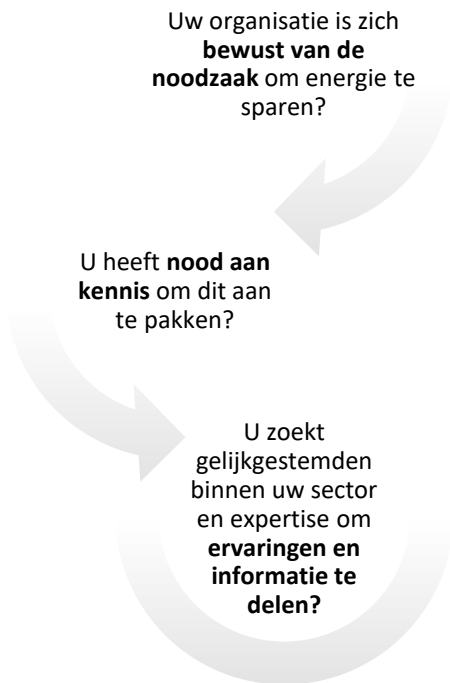 Uw organisatie is zich
bewust van de
noodzaak om energie te
sparen?
U heeft nood aan
kennis om dit aan
te pakken?
U zoekt
gelijkgestemden
binnen uw sector
en expertise om
ervaringen en
informatie te
delen?